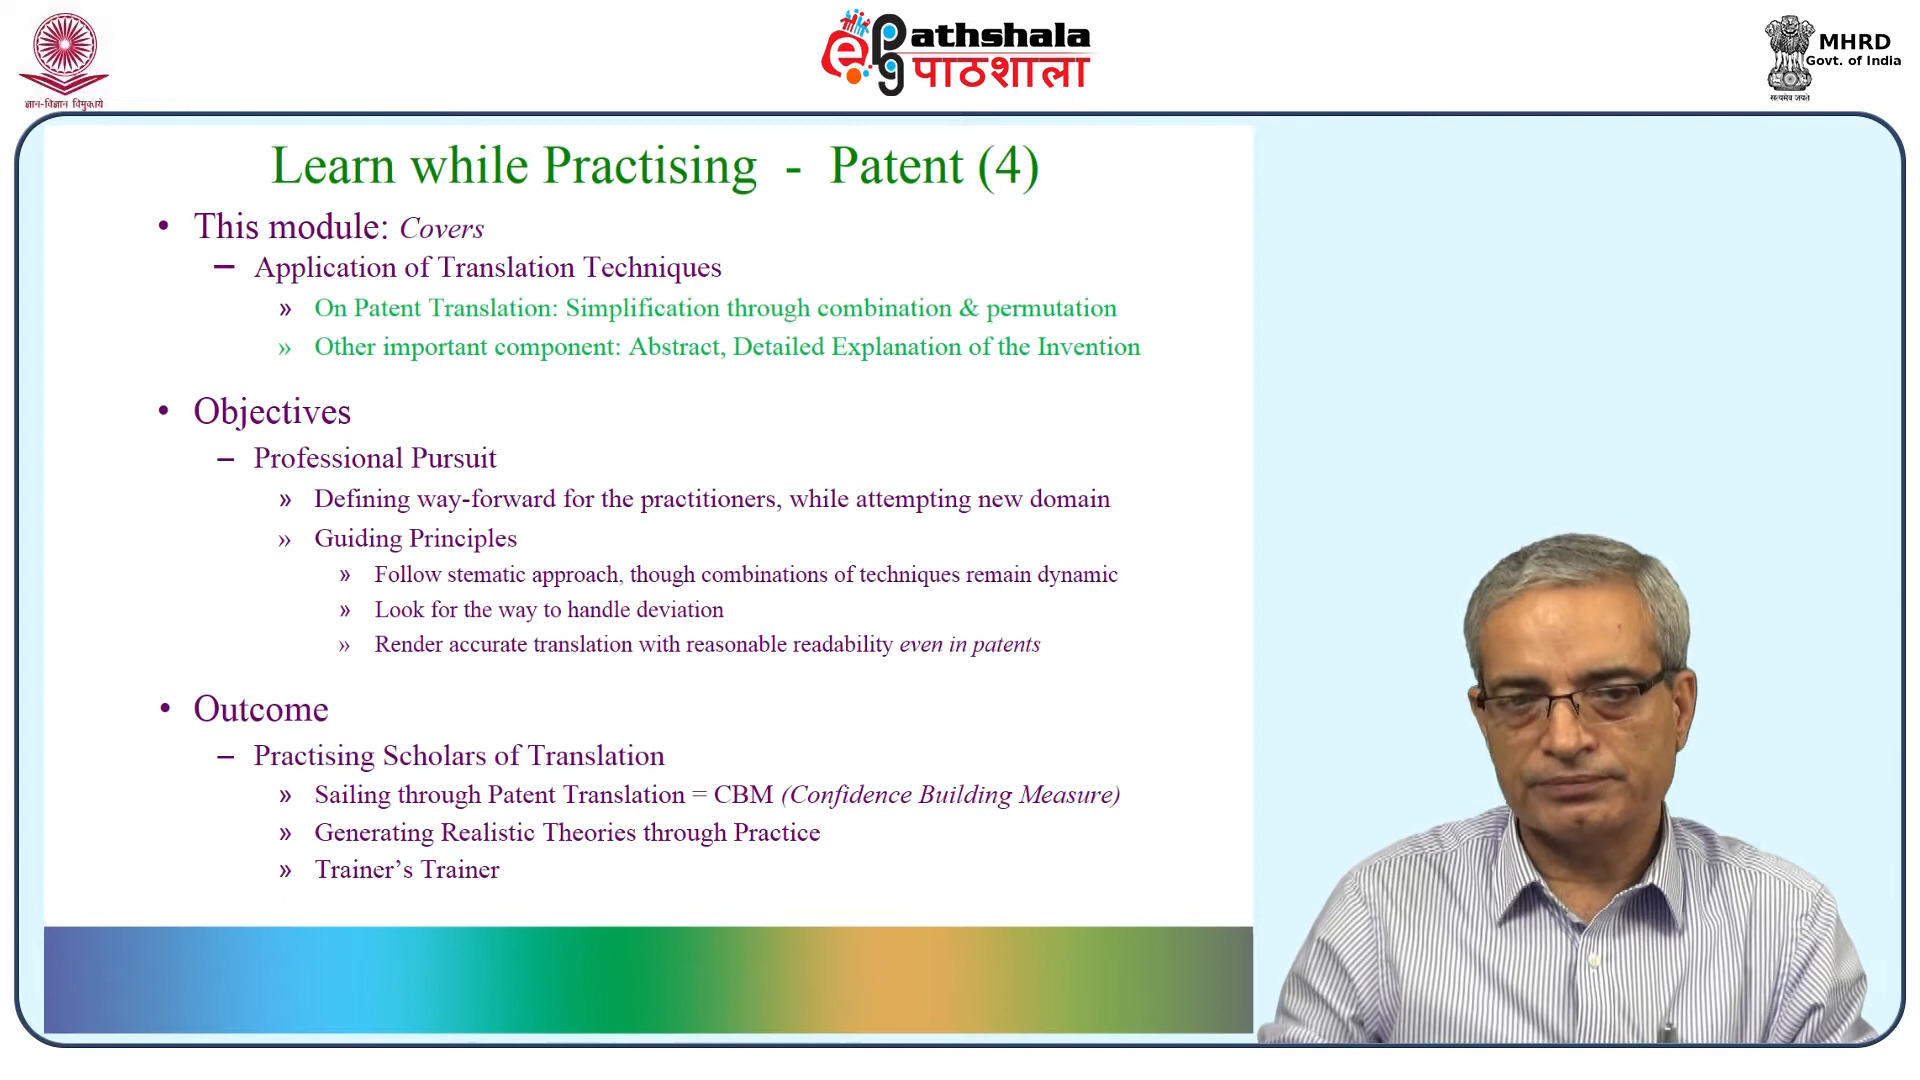 ज्ञान-विज्ञान विमुक्तये
ePathshala
पाठशाला
सत्यमेव जयते
MHRD
Govt. of India
Learn while Practising - Patent (4)
• This module: Covers
– Application of Translation Techniques
» On Patent Translation: Simplification through combination & permutation
» Other important component: Abstract, Detailed Explanation of the Invention
• Objectives
– Professional Pursuit
» Defining way-forward for the practitioners, while attempting new domain
» Guiding Principles
» Follow stematic approach, though combinations of techniques remain dynamic
» Look for the way to handle deviation
» Render accurate translation with reasonable readability even in patents
• Outcome
– Practising Scholars of Translation
» Sailing through Patent Translation = CBM (Confidence Building Measure)
» Generating Realistic Theories through Practice
» Trainer’s Trainer